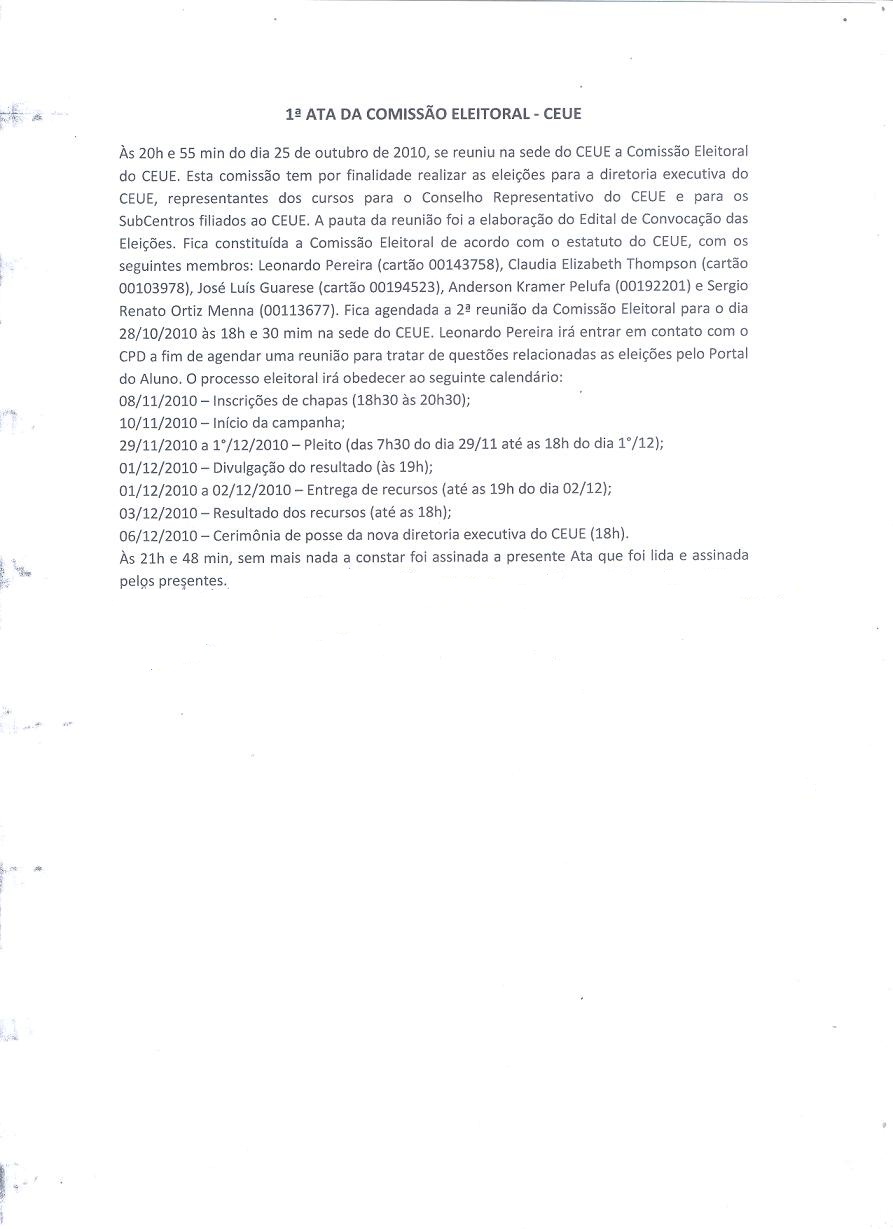 1ª ATA DA COMISSÃO ELEITORAL - CEUE
Às 20h e 55 min do dia 25 de outubro de 2010, se reuniu na sede do CEUE a Comissão Eleitoral
do CEUE. Esta comissão tem por finalidade realizar as eleições para a diretoria executiva do
CEUE, representantes dos cursos para o Conselho Representativo do CEUE e para os
SubCentros filiados ao CEUE. A pauta da reunião foi a elaboração do Edital de Convocação das
Eleições. Fica constituída a Comissão Eleitoral de acordo com o estatuto do CEUE, com os
seguintes membros: Leonardo Pereira (cartão 00143758), Claudia Elizabeth Thompson (cartão
00103978), José Luís Guarese (cartão 00194523), Anderson Kramer Pelufa (00192201) e Sergio
Renato Ortiz Menna (00113677). Fica agendada a 2ª reunião da Comissão Eleitoral para o dia
28/10/2010 às 18h e 30 mim na sede do CEUE. Leonardo Pereira irá entrar em contato com o
CPD a fim de agendar uma reunião para tratar de questões relacionadas as eleições pelo Portal
do Aluno. O processo eleitoral irá obedecer ao seguinte calendário:
08/11/2010 – Inscrições de chapas (18h30 às 20h30);
10/11/2010 – Início da campanha;
29/11/2010 a 1°/12/2010 – Pleito (das 7h30 do dia 29/11 até as 18h do dia 1°/12);
01/12/2010 – Divulgação do resultado (às 19h);
01/12/2010 a 02/12/2010 – Entrega de recursos (até as 19h do dia 02/12);
03/12/2010 – Resultado dos recursos (até as 18h);
06/12/2010 – Cerimônia de posse da nova diretoria executiva do CEUE (18h).
Às 21h e 48 min, sem mais nada a constar foi assinada a presente Ata que foi lida e assinada
pelos presentes.